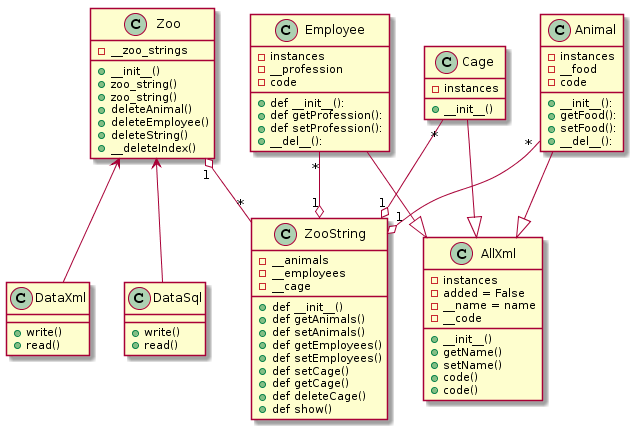 C Zoo
__zoo_strings
__init__()
zoo_string()
zoo_string()
deleteAnimal()
deleteEmployee()
deleteString()
__deleteIndex()
C Employee
instances
__profession
code
def __init__():
def getProfession():
def setProfession():
__del__():
C Cage
instances
__init__()
C Animal
instances
__food
code
__init__():
getFood():
setFood():
__del__():
1
*
*
1
*
1
*
1
C DataXml
write()
read()
C DataSql
write()
read()
C ZooString
__animals
__employees
__cage
def __init__()
def getAnimals()
def setAnimals()
def getEmployees()
def setEmployees()
def setCage()
def getCage()
def deleteCage()
def show()
C AllXml
instances
added = False
__name = name
__code
__init__()
getName()
setName()
code()
code()